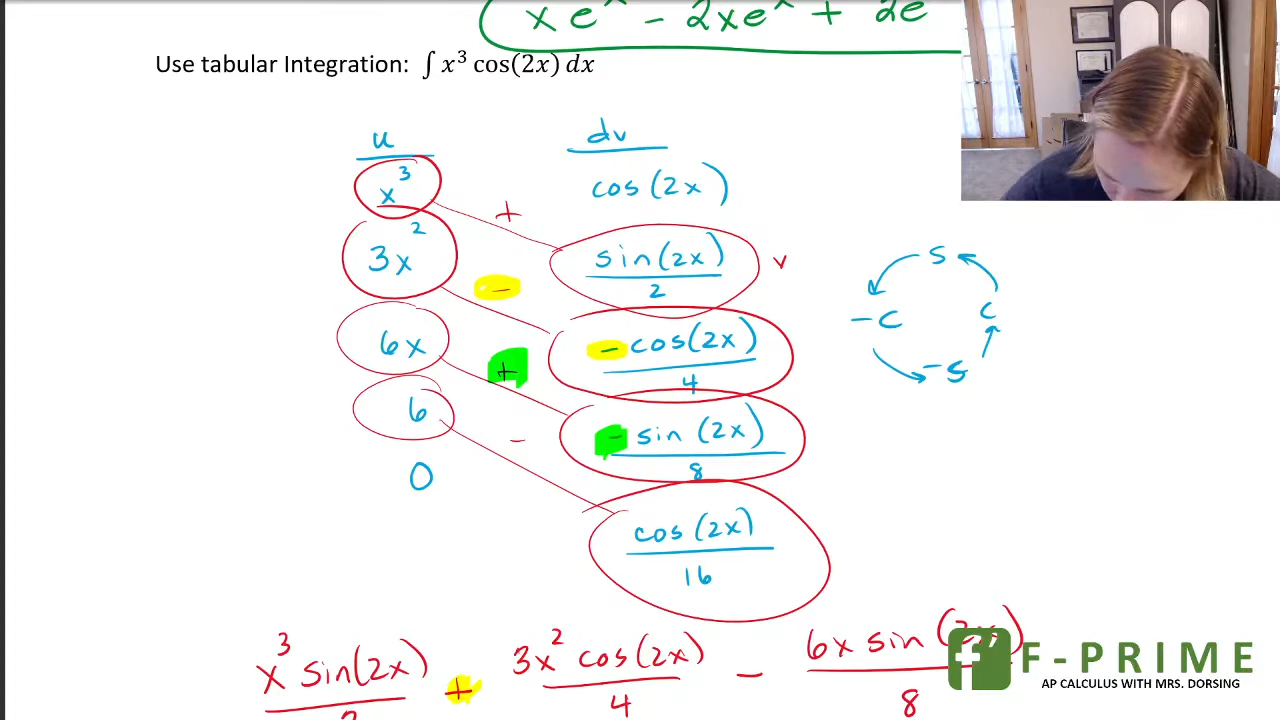 xeˣ - 2xeˣ + 2e
Use tabular Integration: ∫ x³ cos(2x) dx
u dv
x³ cos(2x)
+
3x² sin(2x)/2 v
-
6x -cos(2x)/4
+
6 -sin(2x)/8
-
0
cos(2x)/16
S
-C C
-S
x³ sin(2x)/2 + 3x² cos(2x)/4 - 6x sin(2x)/8
f'
F-PRIME
AP CALCULUS WITH MRS. DORSING